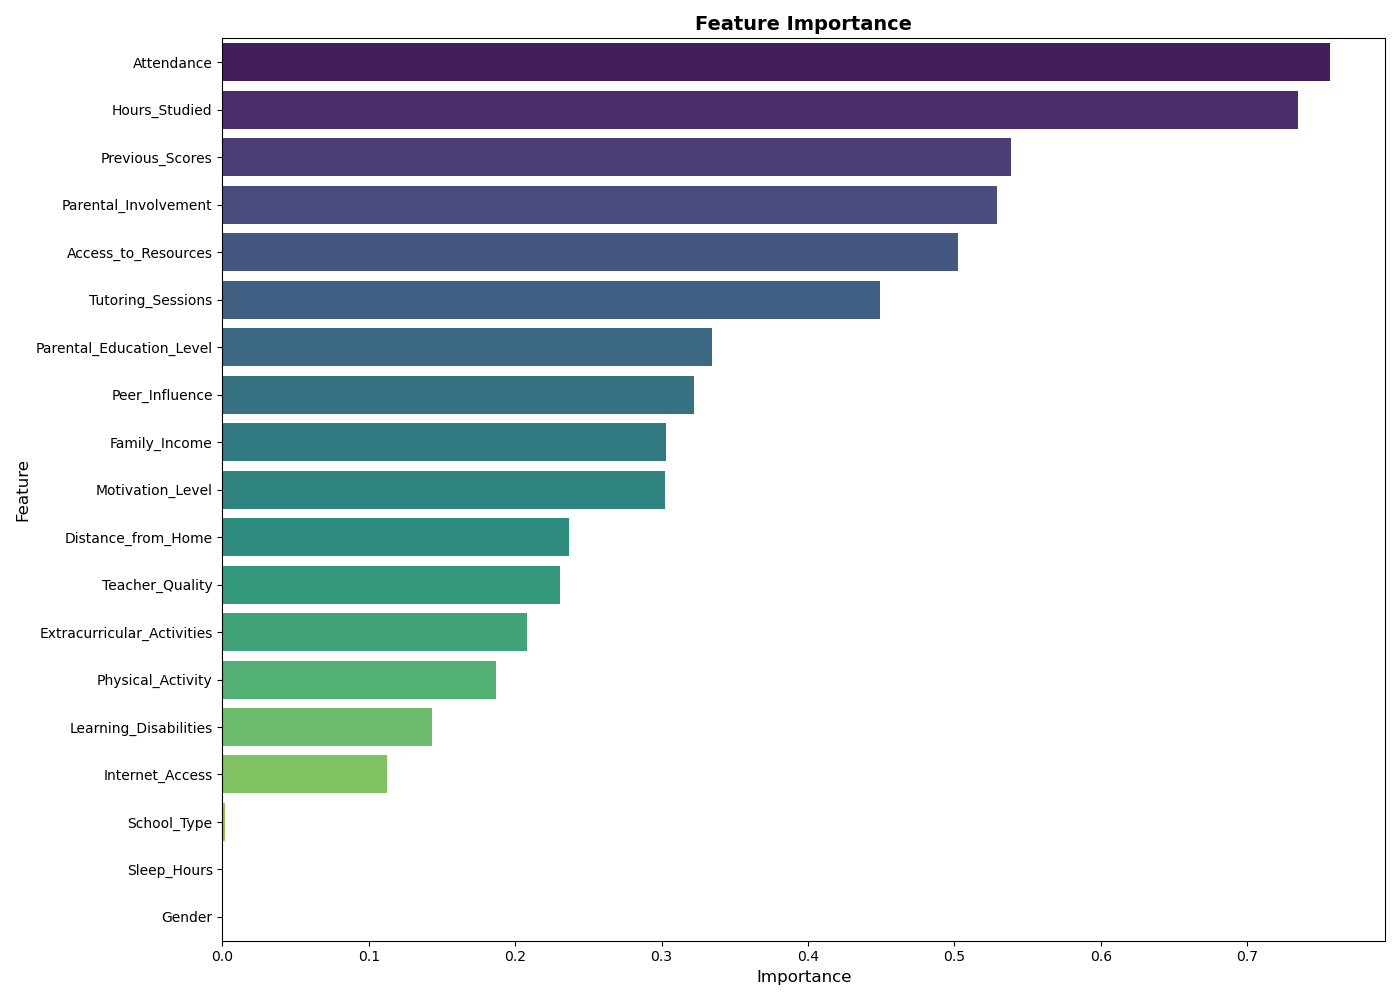 Feature Importance
Attendance
Hours_Studied
Previous_Scores
Parental_Involvement
Access_to_Resources
Tutoring_Sessions
Parental_Education_Level
Peer_Influence
Family_Income
Motivation_Level
Distance_from_Home
Teacher_Quality
Extracurricular_Activities
Physical_Activity
Learning_Disabilities
Internet_Access
School_Type
Sleep_Hours
Gender
Feature
0.0 0.1 0.2 0.3 0.4 0.5 0.6 0.7
Importance